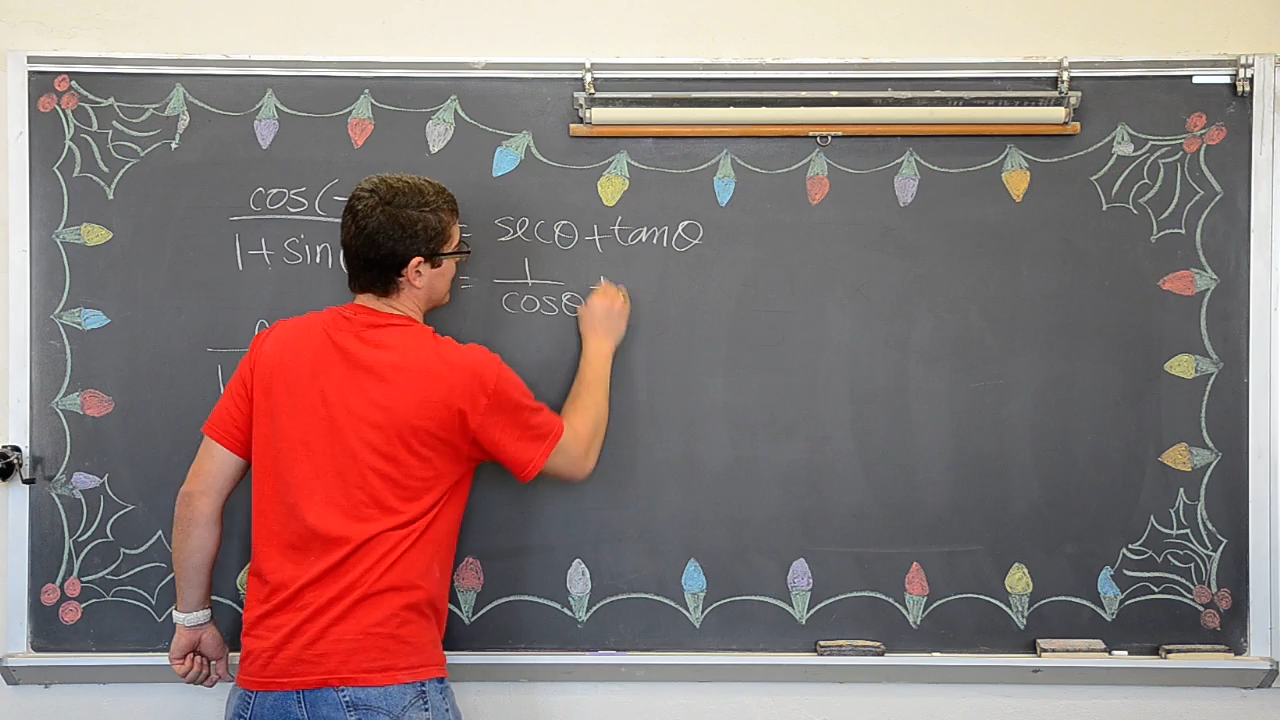 cos(-
1+sin( = secθ+tanθ
= 1/cosθ +